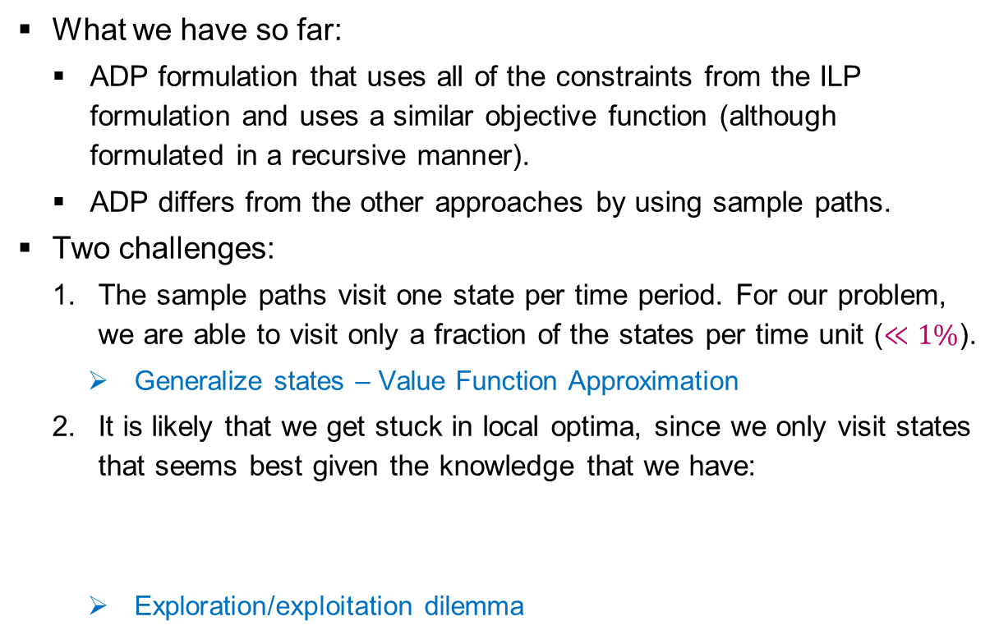 ▪ What we have so far:
▪ ADP formulation that uses all of the constraints from the ILP
formulation and uses a similar objective function (although
formulated in a recursive manner).
▪ ADP differs from the other approaches by using sample paths.
▪ Two challenges:
1. The sample paths visit one state per time period. For our problem,
we are able to visit only a fraction of the states per time unit (≪ 1%).
➢ Generalize states – Value Function Approximation
2. It is likely that we get stuck in local optima, since we only visit states
that seems best given the knowledge that we have:
➢ Exploration/exploitation dilemma